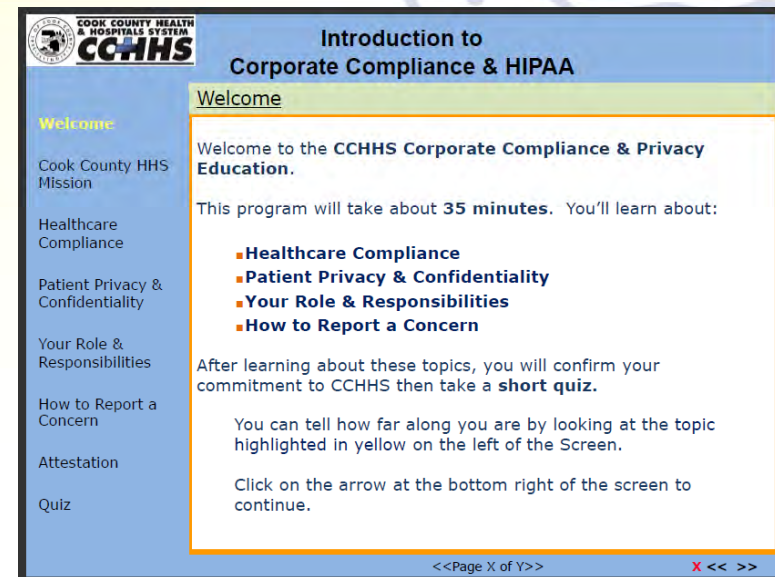 COOK COUNTY HEALTH
& HOSPITALS SYSTEM
CCHHS
Introduction to
Corporate Compliance & HIPAA
Welcome
Welcome
Cook County HHS
Mission
Healthcare
Compliance
Patient Privacy &
Confidentiality
Your Role &
Responsibilities
How to Report a
Concern
Attestation
Quiz
Welcome to the CCHHS Corporate Compliance & Privacy
Education.
This program will take about 35 minutes. You'll learn about:
▪Healthcare Compliance
▪Patient Privacy & Confidentiality
▪Your Role & Responsibilities
▪How to Report a Concern
After learning about these topics, you will confirm your
commitment to CCHHS then take a short quiz.
You can tell how far along you are by looking at the topic
highlighted in yellow on the left of the Screen.
Click on the arrow at the bottom right of the screen to
continue.
<<Page X of Y>>
X << >>